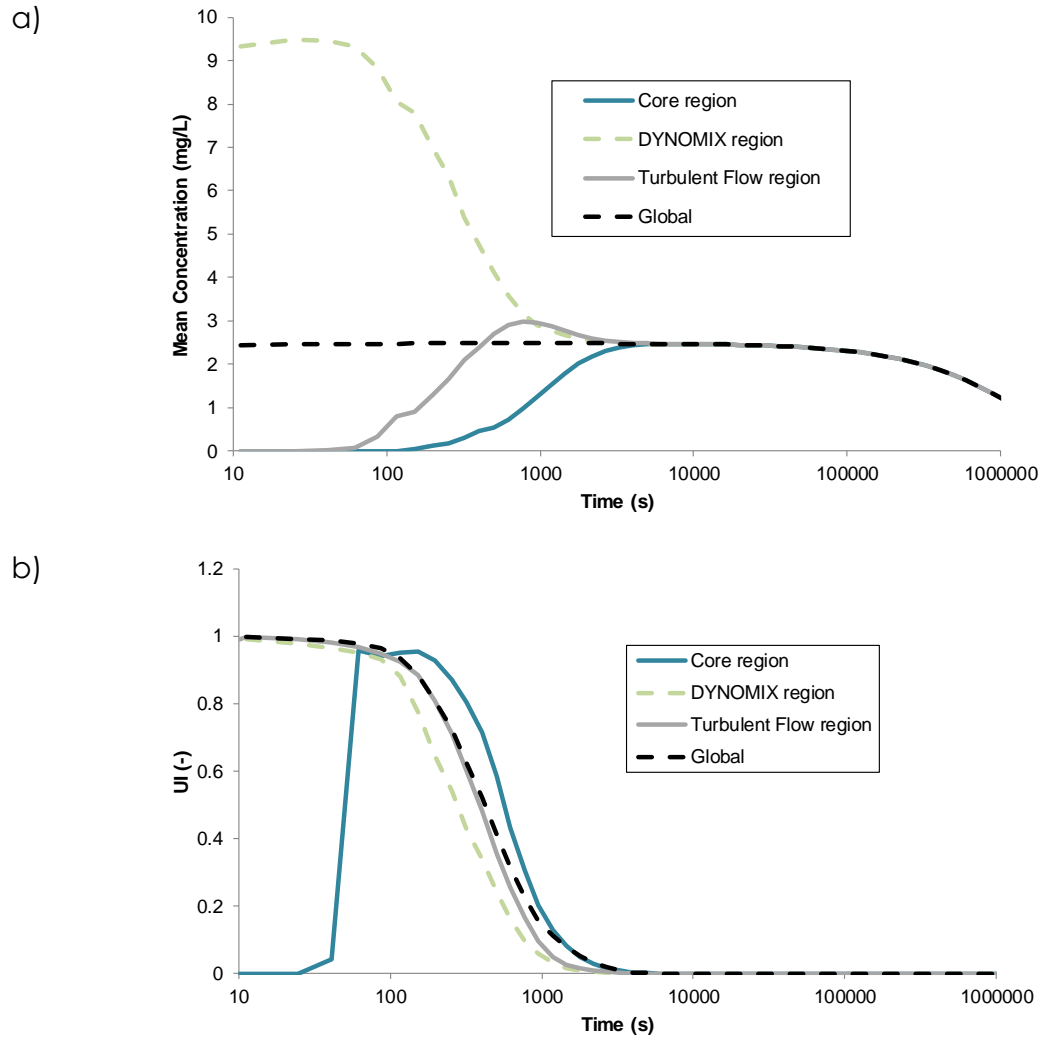 a)
Mean Concentration (mg/L)
10
9
8
7
6
5
4
3
2
1
0
Core region
DYNOMIX region
Turbulent Flow region
Global
10
100
1000
10000
100000
1000000
Time (s)
b)
UI (-)
1.2
1
0.8
0.6
0.4
0.2
0
Core region
DYNOMIX region
Turbulent Flow region
Global
10
100
1000
10000
100000
1000000
Time (s)